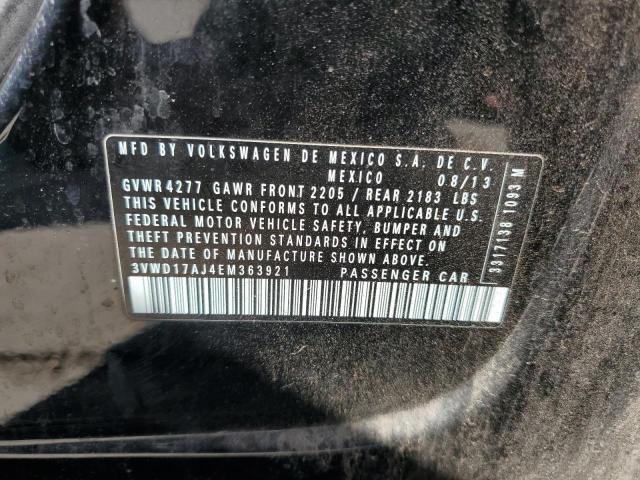 MFD BY VOLKSWAGEN DE MEXICO S.A. DE C.V.
MEXICO 08/13
GVWR 4277 GAWR FRONT 2205 / REAR 2183 LBS
THIS VEHICLE CONFORMS TO ALL APPLICABLE U.S.
FEDERAL MOTOR VEHICLE SAFETY, BUMPER AND
THEFT PREVENTION STANDARDS IN EFFECT ON
THE DATE OF MANUFACTURE SHOWN ABOVE.
3VWD17AJ4EM363921 PASSENGER CAR
3317138 1093 M